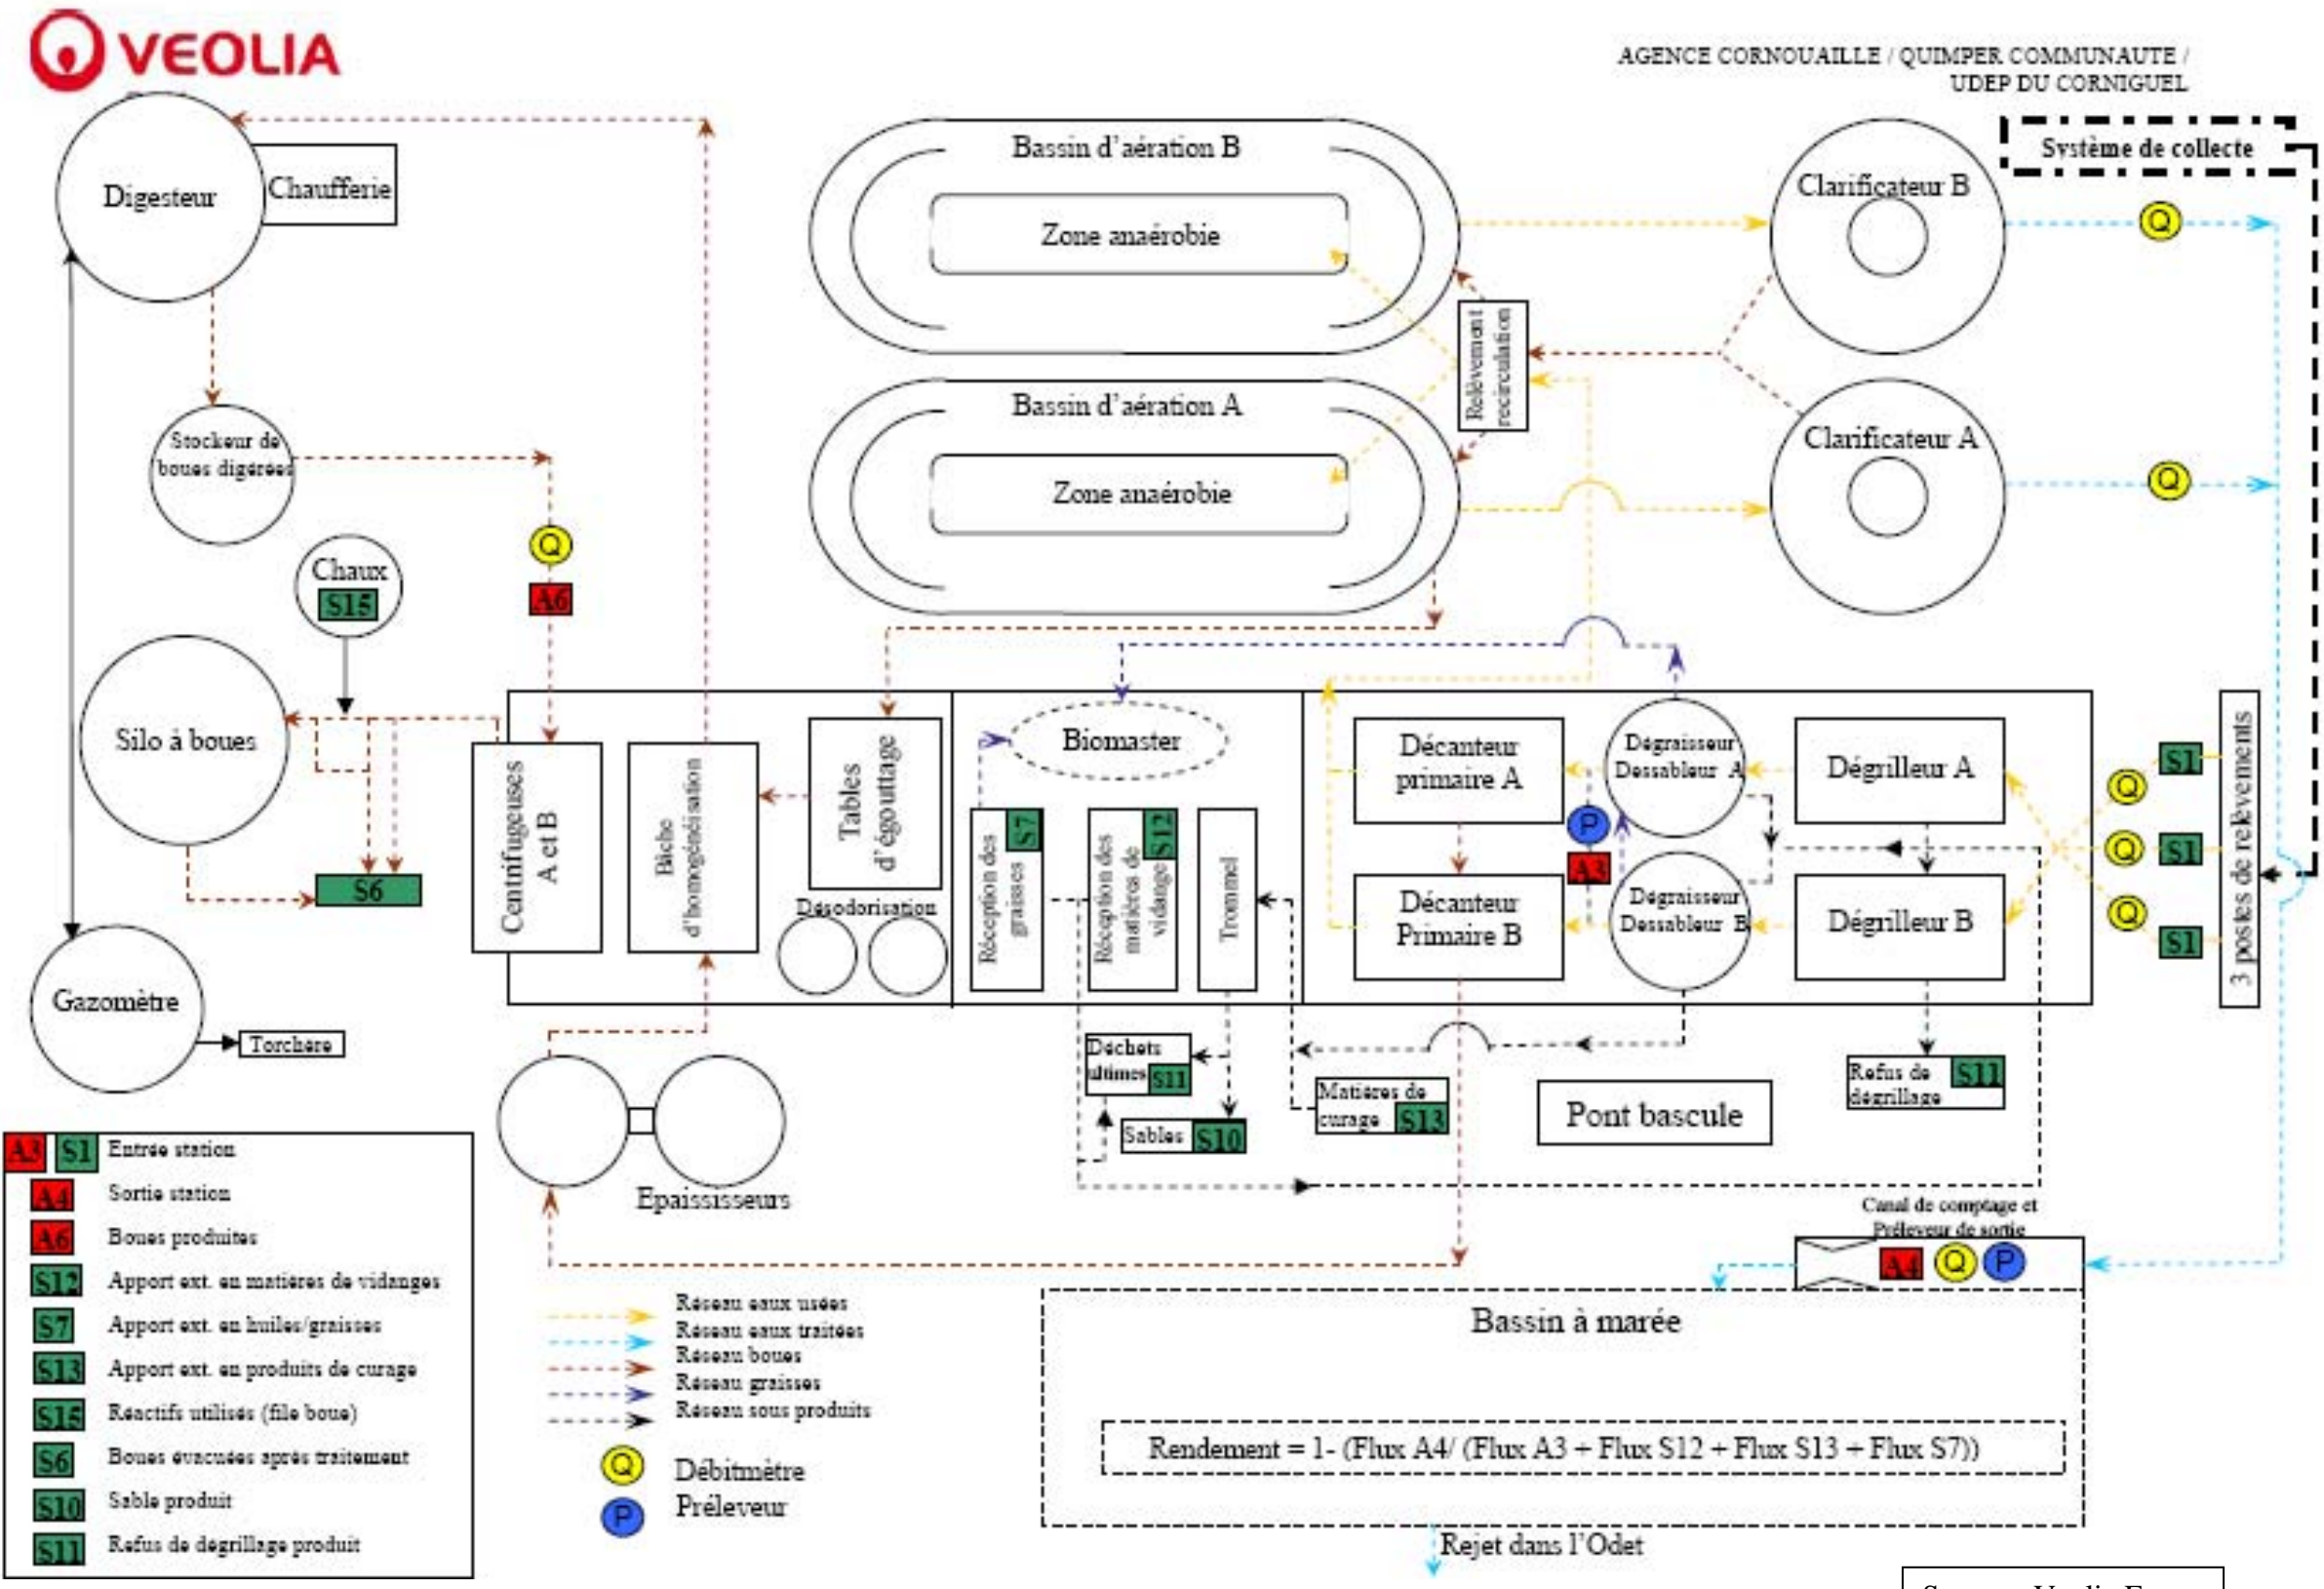 VEOLIA
AGENCE CORNOUAILLE / QUIMPER COMMUNAUTE /
UDEP DU CORNIGUEL
Système de collecte
Digesteur
Chaufferie
Bassin d'aération B
Zone anaérobie
Clarificateur B
Q
Relèvement
recirculation
Bassin d'aération A
Zone anaérobie
Clarificateur A
Q
Stockeur de
boues digérées
Q
A6
Chaux
S15
Silo à boues
S6
Centrifugeuses
A et B
Bâche
d'homogénéisation
Tables
d'égouttage
Désodorisation
Biomaster
Réception des
graisses
S7
Réception des
matières de
vidange
S12
Trommel
Décanteur
primaire A
Décanteur
Primaire B
P
A3
Dégraisseur
Dessableur A
Dégraisseur
Dessableur B
Dégrilleur A
Dégrilleur B
Q
S1
Q
S1
Q
S1
3 postes de relèvements
Gazomètre
Torchère
Epaississeurs
Déchets
ultimes
S11
Sables
S10
Matières de
curage
S13
Pont bascule
Refus de
dégrillage
S11
Canal de comptage et
Préleveur de sortie
A4
Q
P
Bassin à marée
Rendement = 1- (Flux A4/ (Flux A3 + Flux S12 + Flux S13 + Flux S7))
Rejet dans l'Odet
A3 S1 Entrée station
A4 Sortie station
A6 Boues produites
S12 Apport ext. en matières de vidanges
S7 Apport ext. en huiles/graisses
S13 Apport ext. en produits de curage
S15 Réactifs utilisés (file boue)
S6 Boues évacuées après traitement
S10 Sable produit
S11 Refus de dégrillage produit
Réseau eaux usées
Réseau eaux traitées
Réseau boues
Réseau graisses
Réseau sous produits
Q Débitmètre
P Préleveur